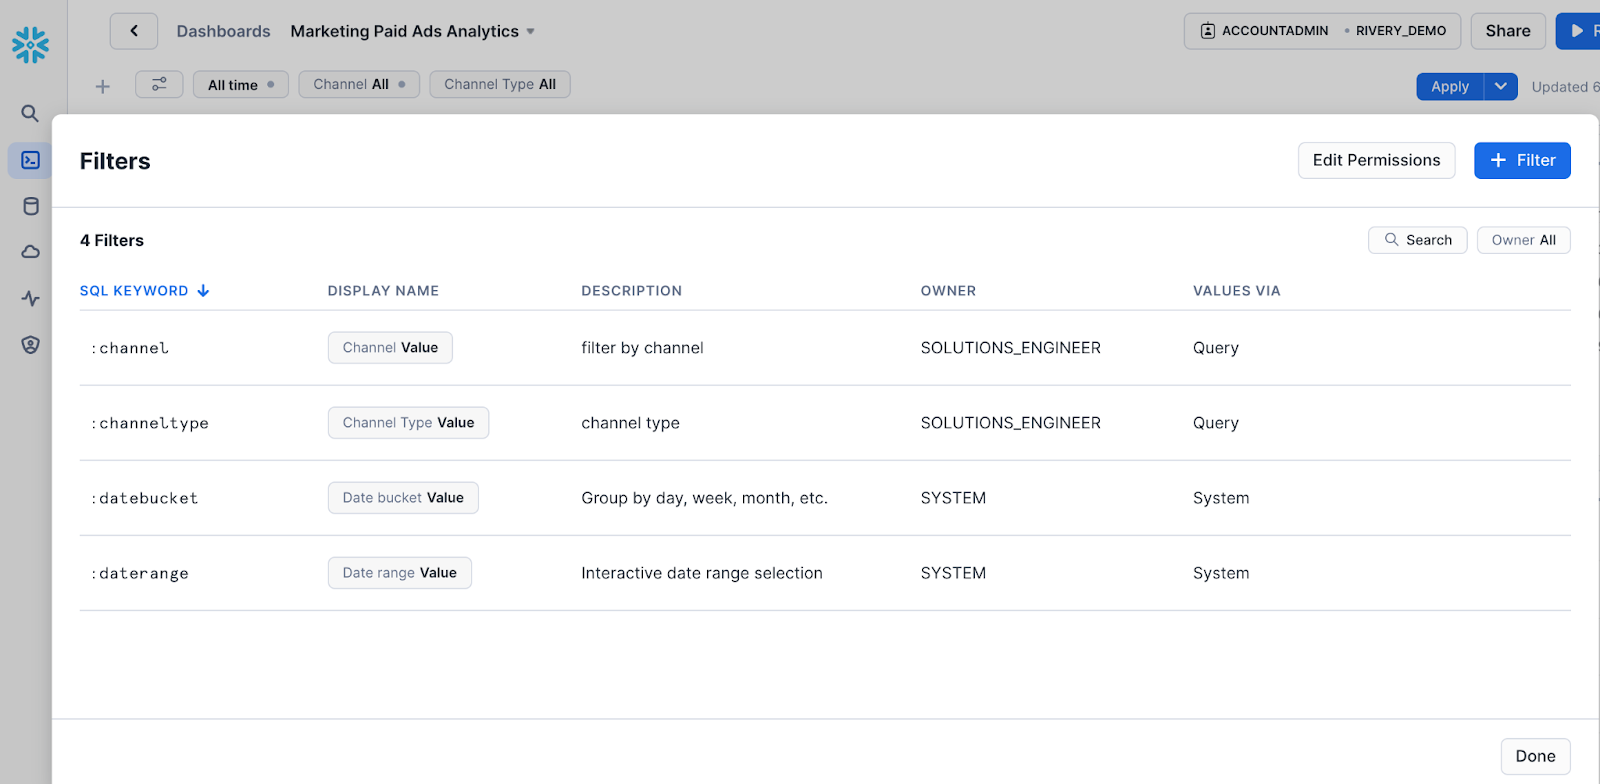 Dashboards Marketing Paid Ads Analytics ACCOUNTADMIN • RIVERY_DEMO Share
All time Channel All Channel Type All Apply Updated
Filters Edit Permissions + Filter
4 Filters Search Owner All
SQL KEYWORD DISPLAY NAME DESCRIPTION OWNER VALUES VIA
:channel Channel Value filter by channel SOLUTIONS_ENGINEER Query
:channeltype Channel Type Value channel type SOLUTIONS_ENGINEER Query
:datebucket Date bucket Value Group by day, week, month, etc. SYSTEM System
:daterange Date range Value Interactive date range selection SYSTEM System
Done